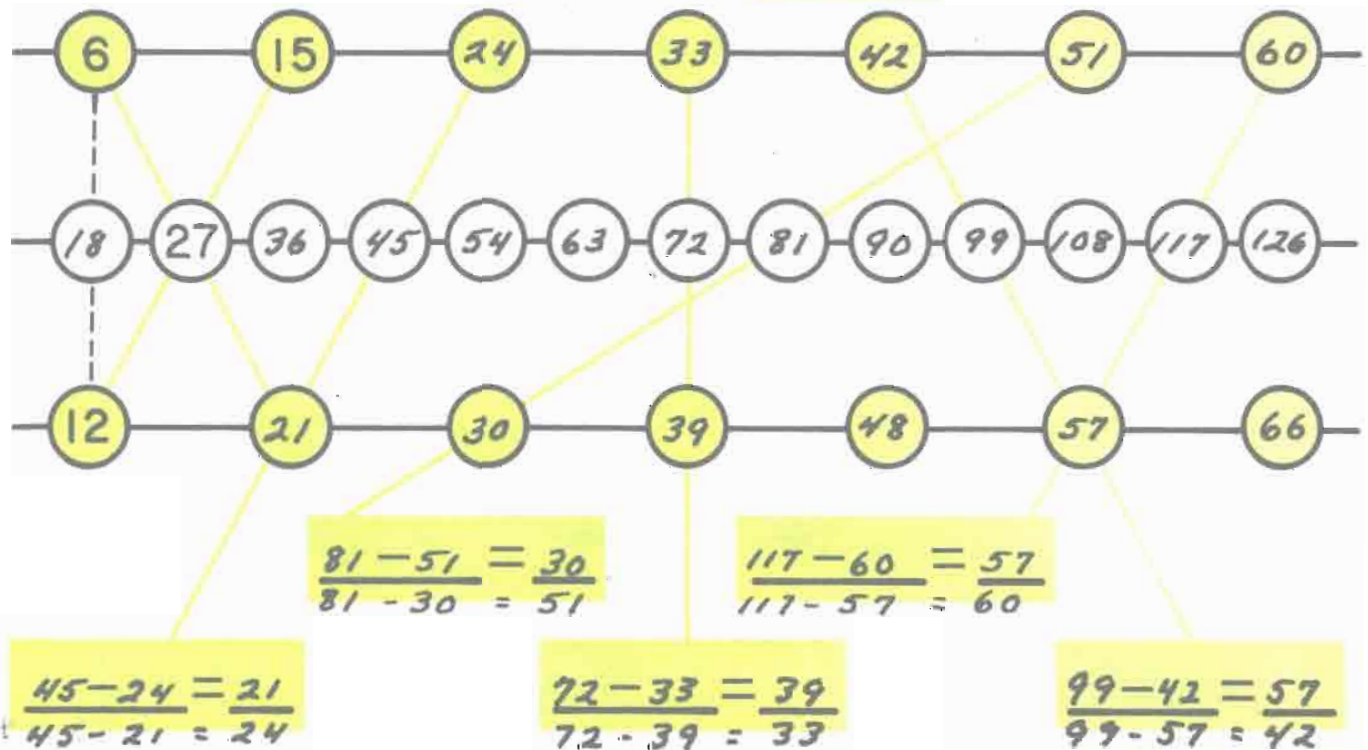 6 15 24 33 42 51 60
18 27 36 45 54 63 72 81 90 99 108 117 126
12 21 30 39 48 57 66
81 - 51 = 30
81 - 30 = 51
117 - 60 = 57
117 - 57 = 60
45 - 24 = 21
45 - 21 = 24
72 - 33 = 39
72 - 39 = 33
99 - 42 = 57
99 - 57 = 42